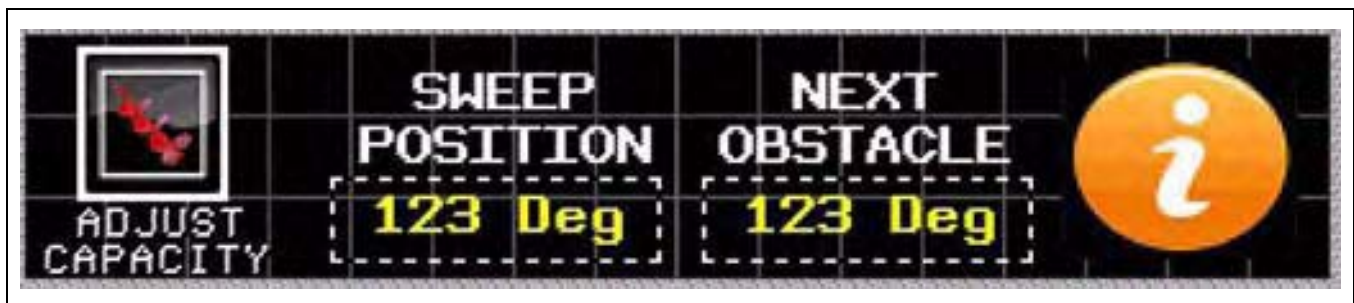 SWEEP
POSITION
123 Deg
NEXT
OBSTACLE
123 Deg
ADJUST
CAPACITY
i